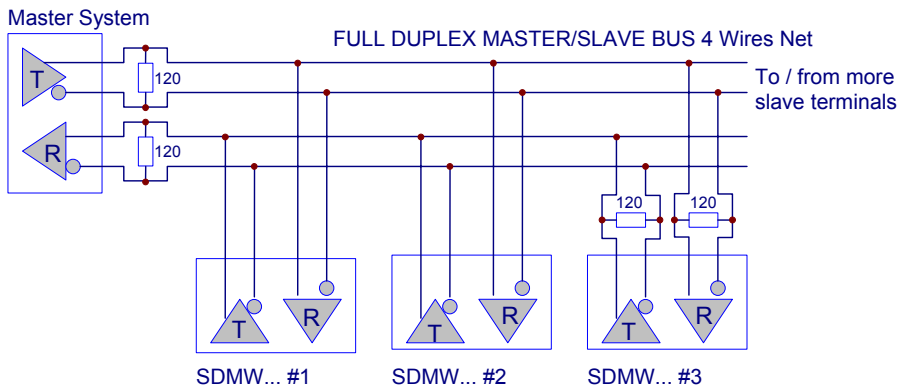 Master System
FULL DUPLEX MASTER/SLAVE BUS 4 Wires Net
T
120
To / from more
slave terminals
R
120
120
120
T
R
T
R
T
R
SDMW... #1
SDMW... #2
SDMW... #3